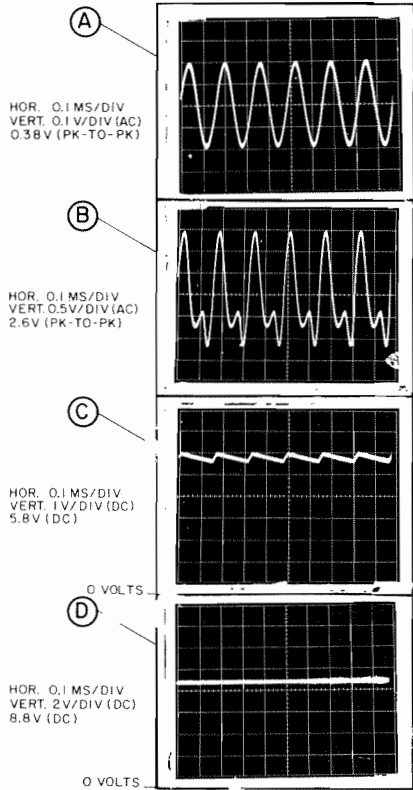 A
HOR. 0.1 MS/DIV
VERT. 0.1 V/DIV (AC)
0.38V (PK-TO-PK)
B
HOR. 0.1 MS/DIV
VERT. 0.5V/DIV (AC)
2.6V (PK-TO-PK)
C
HOR. 0.1 MS/DIV
VERT. 1V/DIV (DC)
5.8V (DC)
0 VOLTS
D
HOR. 0.1 MS/DIV
VERT. 2V/DIV (DC)
8.8V (DC)
0 VOLTS